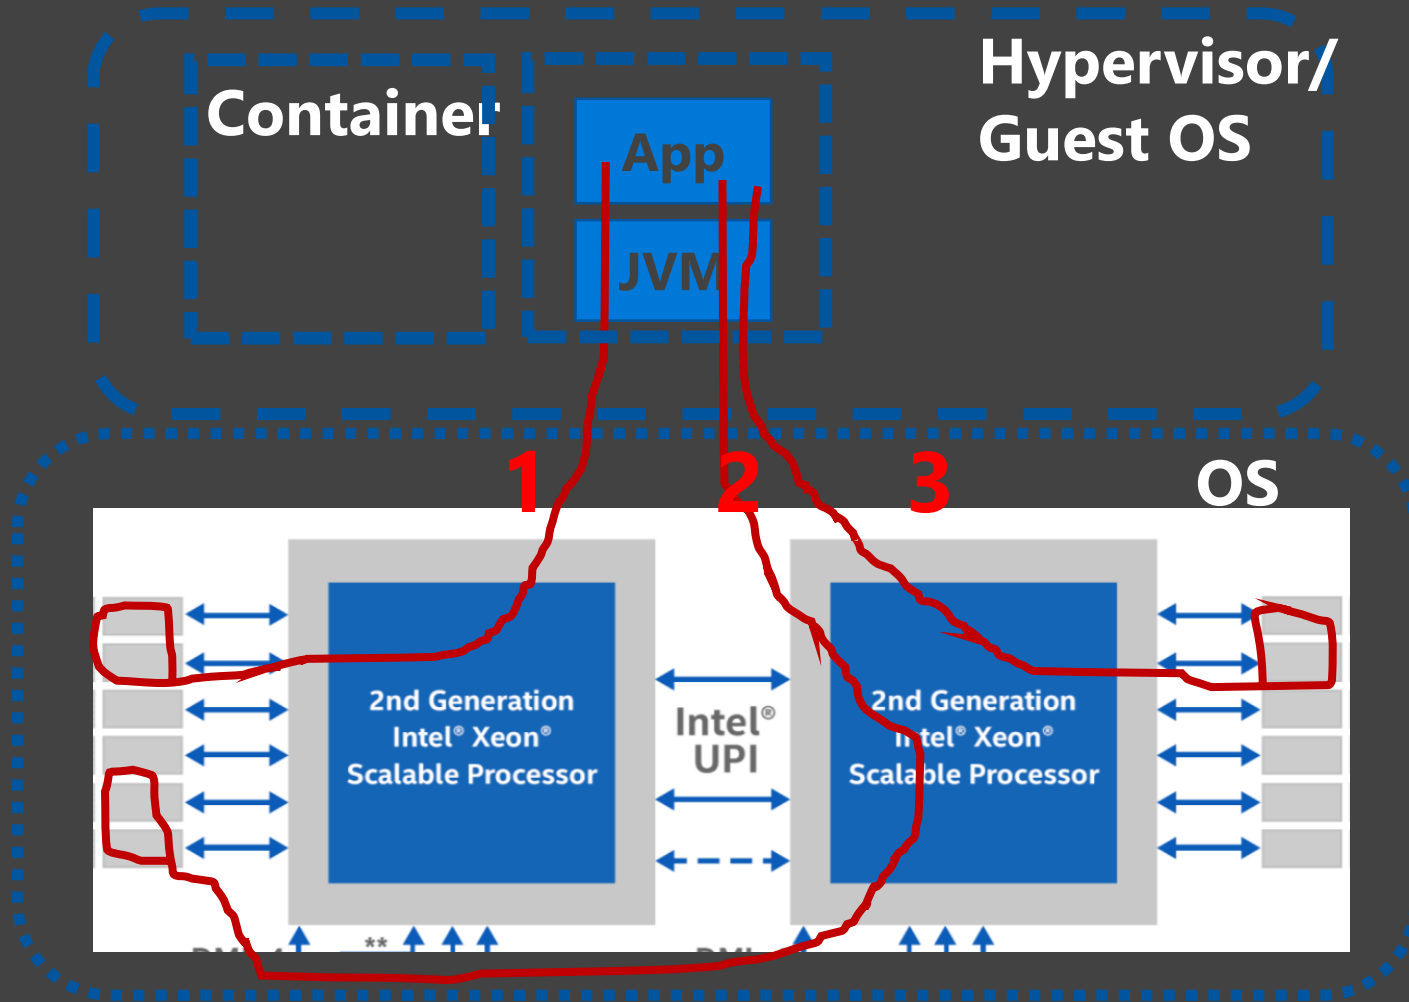 Hypervisor/
Guest OS
Container
App
JVM
1
2
3
OS
2nd Generation
Intel® Xeon®
Scalable Processor
Intel®
UPI
2nd Generation
Intel® Xeon®
Scalable Processor
**